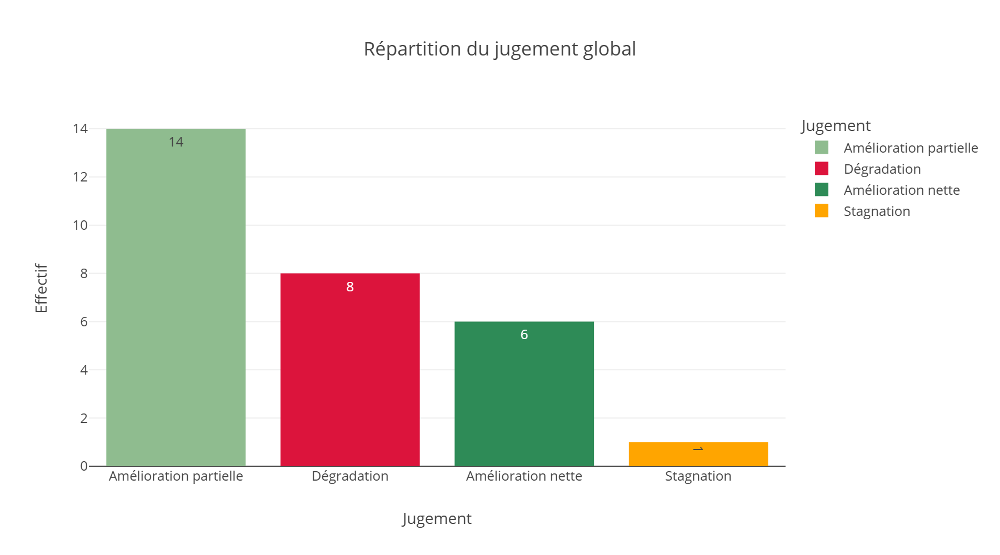 Répartition du jugement global
Effectif
14
12
10
8
6
4
2
0
14
8
6
1
Amélioration partielle
Dégradation
Amélioration nette
Stagnation
Jugement
Jugement
Amélioration partielle
Dégradation
Amélioration nette
Stagnation